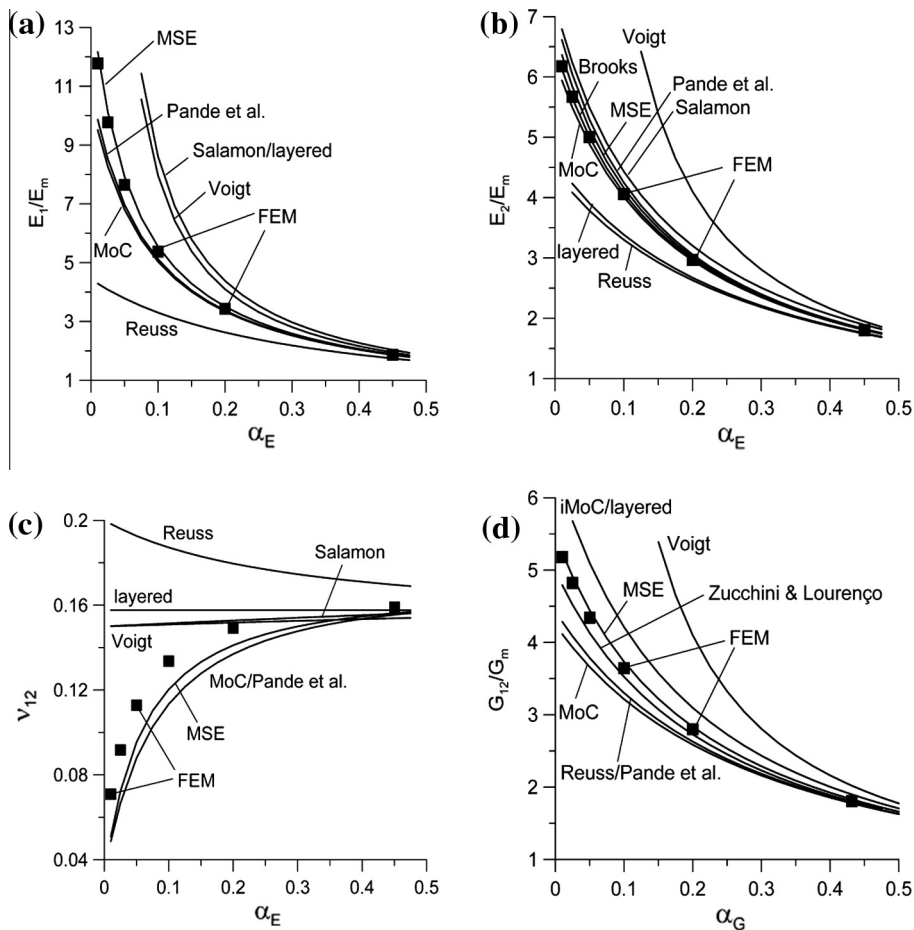 (a)
13
11
9
7
5
3
1
E₁/Eₘ
MSE
Pande et al.
Salamon/layered
Voigt
FEM
MoC
Reuss
0 0.1 0.2 0.3 0.4 0.5
αE
(b)
7
6
5
4
3
2
1
E₂/Eₘ
Voigt
Brooks
Pande et al.
MSE
Salamon
MoC
FEM
layered
Reuss
0 0.1 0.2 0.3 0.4 0.5
αE
(c)
0.2
0.16
0.12
0.08
0.04
ν₁₂
Reuss
Salamon
layered
Voigt
MoC/Pande et al.
MSE
FEM
0 0.1 0.2 0.3 0.4 0.5
αE
(d)
6
5
4
3
2
1
G₁₂/Gₘ
iMoC/layered
Voigt
MSE
Zucchini & Lourenço
FEM
MoC
Reuss/Pande et al.
0 0.1 0.2 0.3 0.4 0.5
αG